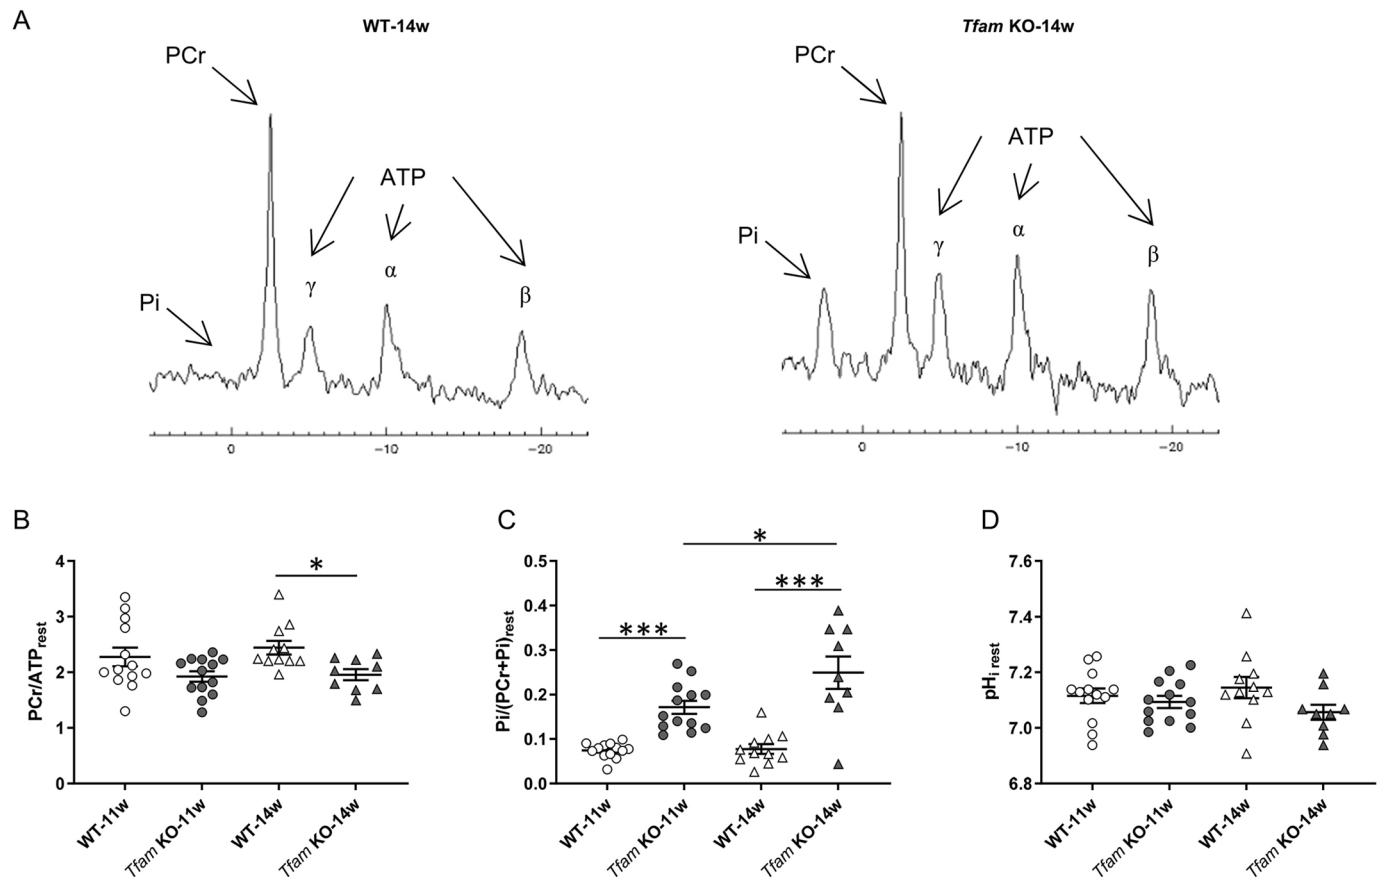 A
WT-14w
Tfam KO-14w
PCr
ATP
Pi
γ
α
β
0
−10
−20
PCr
ATP
Pi
γ
α
β
0
−10
−20
B
PCr/ATPrest
4
3
2
1
0
*
WT-11w
Tfam KO-11w
WT-14w
Tfam KO-14w
C
Pi/(PCr+Pi)rest
0.5
0.4
0.3
0.2
0.1
0.0
*
***
***
WT-11w
Tfam KO-11w
WT-14w
Tfam KO-14w
D
pHi rest
7.6
7.4
7.2
7.0
6.8
WT-11w
Tfam KO-11w
WT-14w
Tfam KO-14w